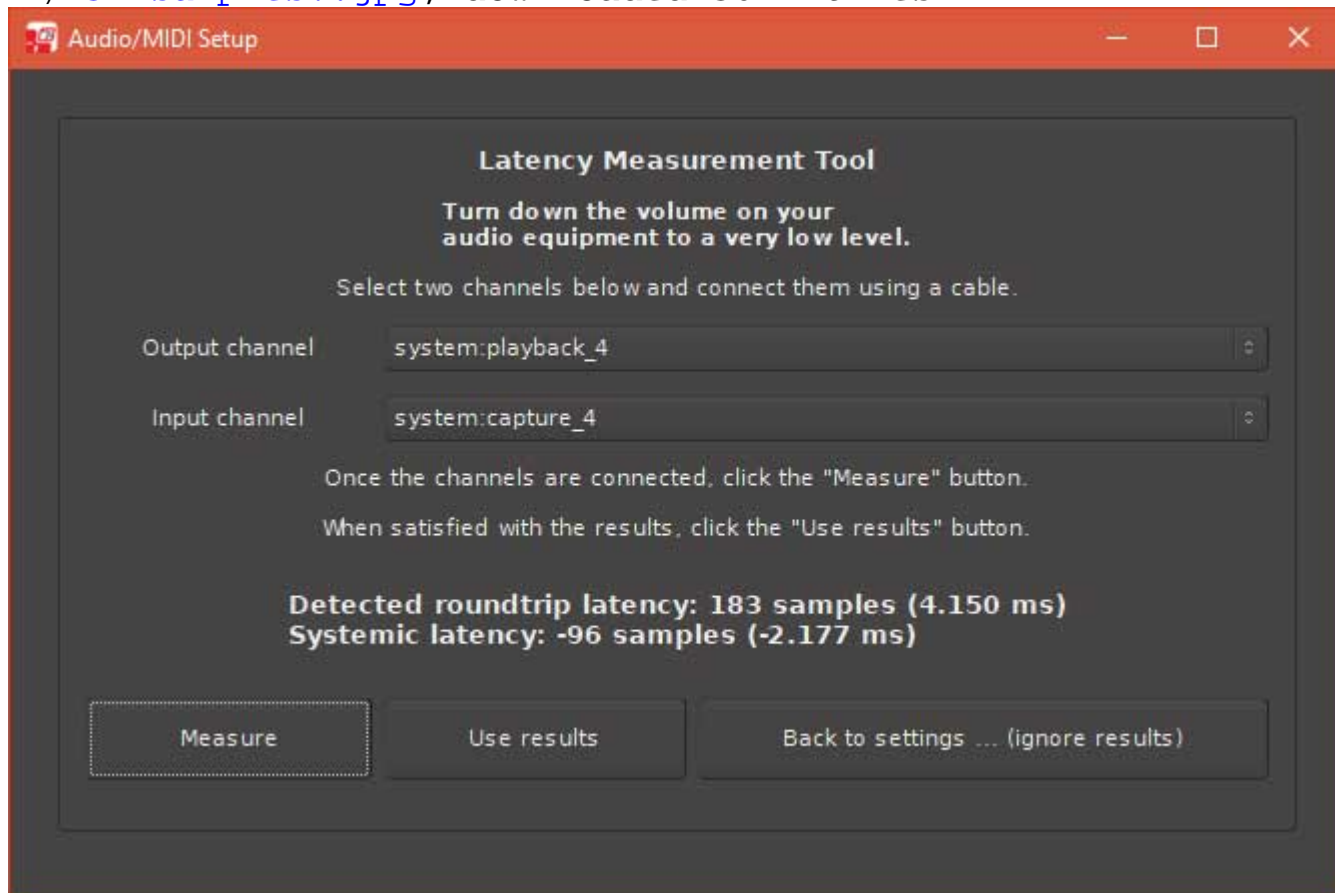 Audio/MIDI Setup
Latency Measurement Tool
Turn down the volume on your
audio equipment to a very low level.
Select two channels below and connect them using a cable.
Output channel system:playback_4
Input channel system:capture_4
Once the channels are connected, click the "Measure" button.
When satisfied with the results, click the "Use results" button.
Detected roundtrip latency: 183 samples (4.150 ms)
Systemic latency: -96 samples (-2.177 ms)
Measure Use results Back to settings ... (ignore results)